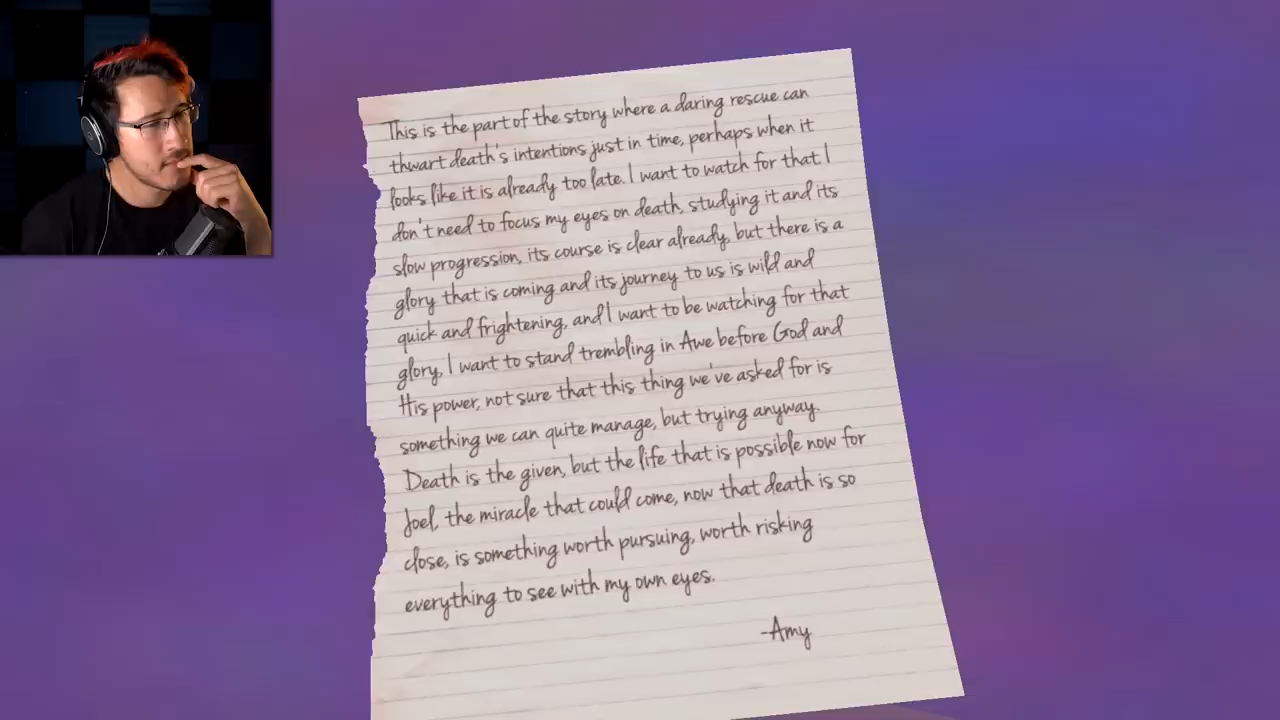 This is the part of the story where a daring rescue can
thwart death's intentions just in time, perhaps when it
looks like it is already too late. I want to watch for that I
don't need to focus my eyes on death, studying it and its
slow progression, its course is clear already, but there is a
glory that is coming and its journey to us is wild and
quick and frightening, and I want to be watching for that
glory, I want to stand trembling in Awe before God and
His power, not sure that this thing we've asked for is
something we can quite manage, but trying anyway.
Death is the given, but the life that is possible now for
Joel, the miracle that could come, now that death is so
close, is something worth pursuing, worth risking
everything to see with my own eyes.
-Amy